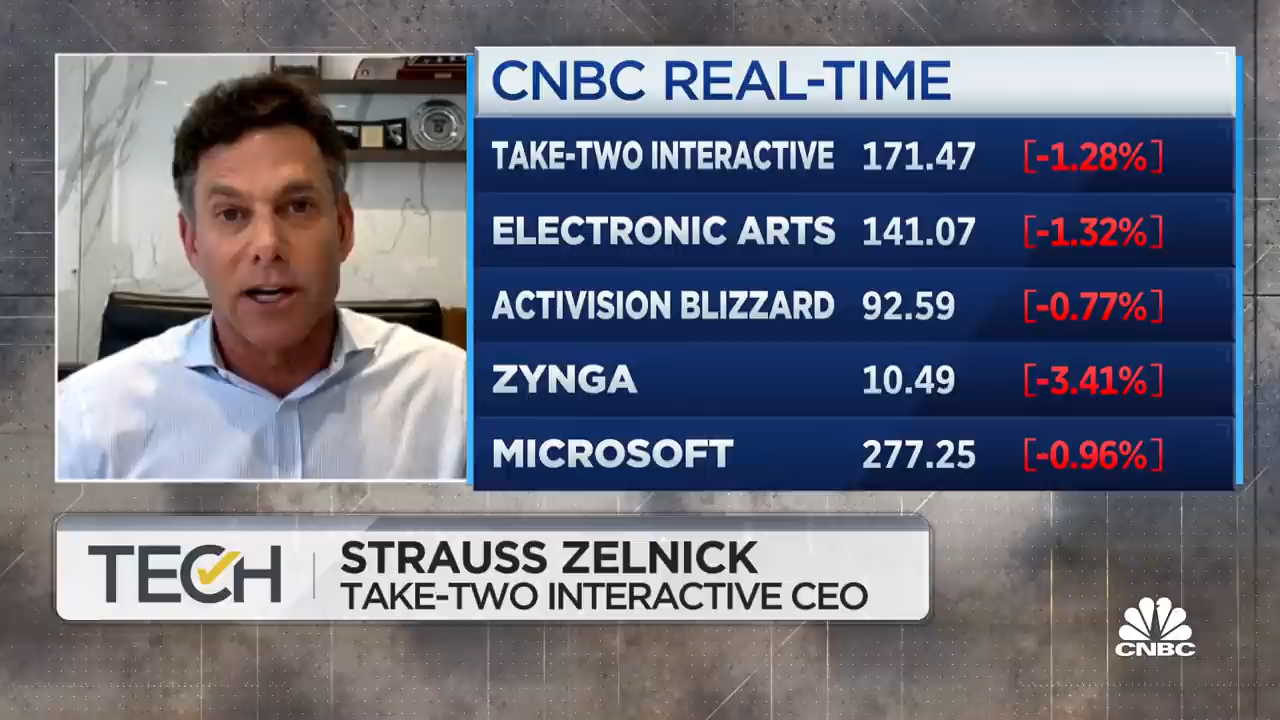 CNBC REAL-TIME
TAKE-TWO INTERACTIVE 171.47 [-1.28%]
ELECTRONIC ARTS 141.07 [-1.32%]
ACTIVISION BLIZZARD 92.59 [-0.77%]
ZYNGA 10.49 [-3.41%]
MICROSOFT 277.25 [-0.96%]
TECH
STRAUSS ZELNICK
TAKE-TWO INTERACTIVE CEO
CNBC